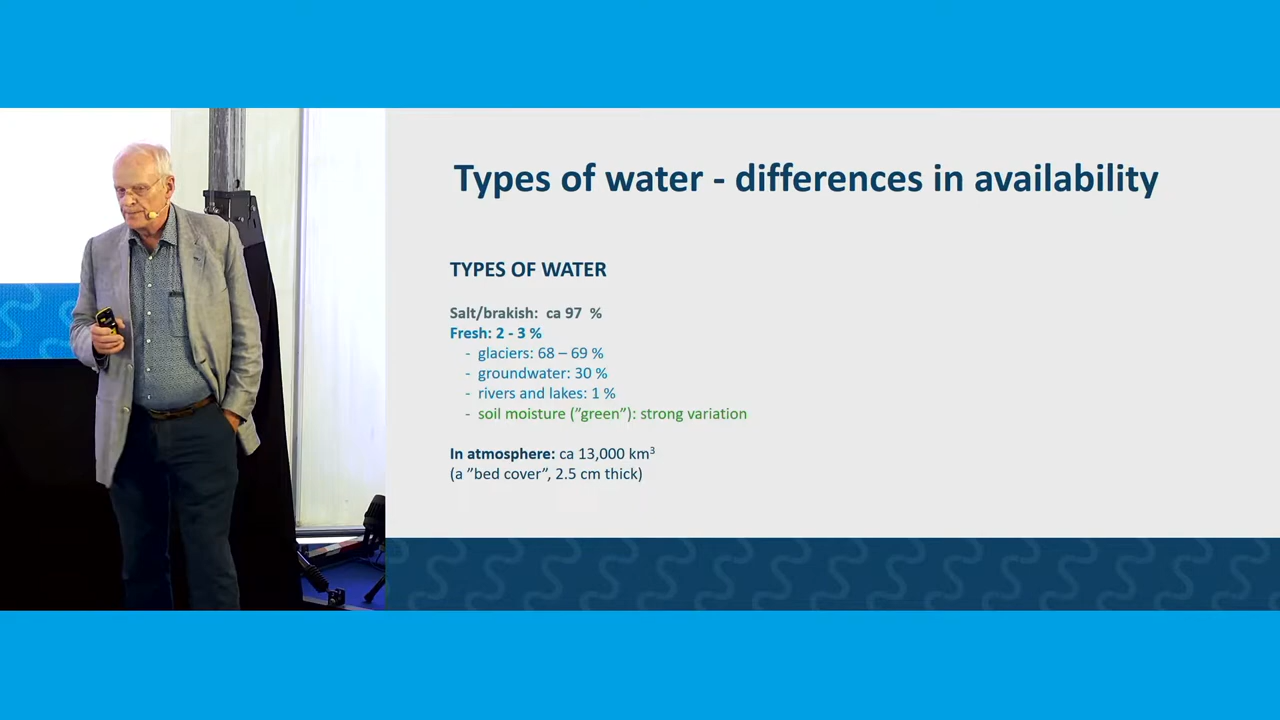 Types of water - differences in availability
TYPES OF WATER
Salt/brakish: ca 97 %
Fresh: 2 - 3 %
- glaciers: 68 – 69 %
- groundwater: 30 %
- rivers and lakes: 1 %
- soil moisture (”green”): strong variation
In atmosphere: ca 13,000 km³
(a ”bed cover”, 2.5 cm thick)